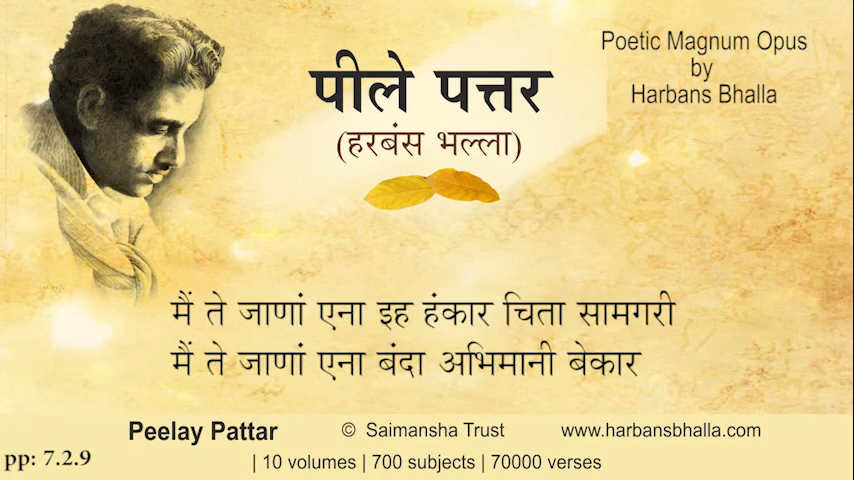 पीले पत्तर
(हरबंस भल्ला)
Poetic Magnum Opus
by
Harbans Bhalla
मैं ते जाणां एना इह हंकार चिता सामगरी
मैं ते जाणां एना बंदा अभिमानी बेकार
Peelay Pattar © Saimansha Trust www.harbansbhalla.com
pp: 7.2.9 | 10 volumes | 700 subjects | 70000 verses